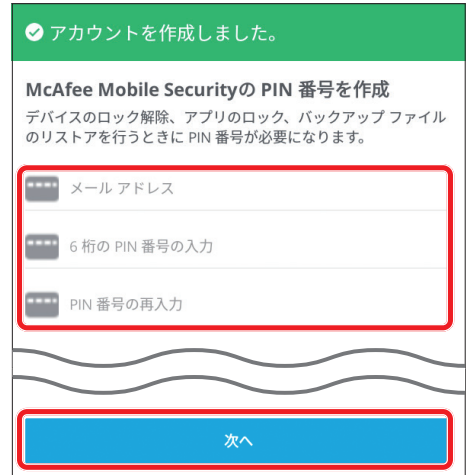 アカウントを作成しました。
McAfee Mobile Securityの PIN 番号を作成
デバイスのロック解除、アプリのロック、バックアップ ファイル
のリストアを行うときに PIN 番号が必要になります。
メール アドレス
6 桁の PIN 番号の入力
PIN 番号の再入力
次へ